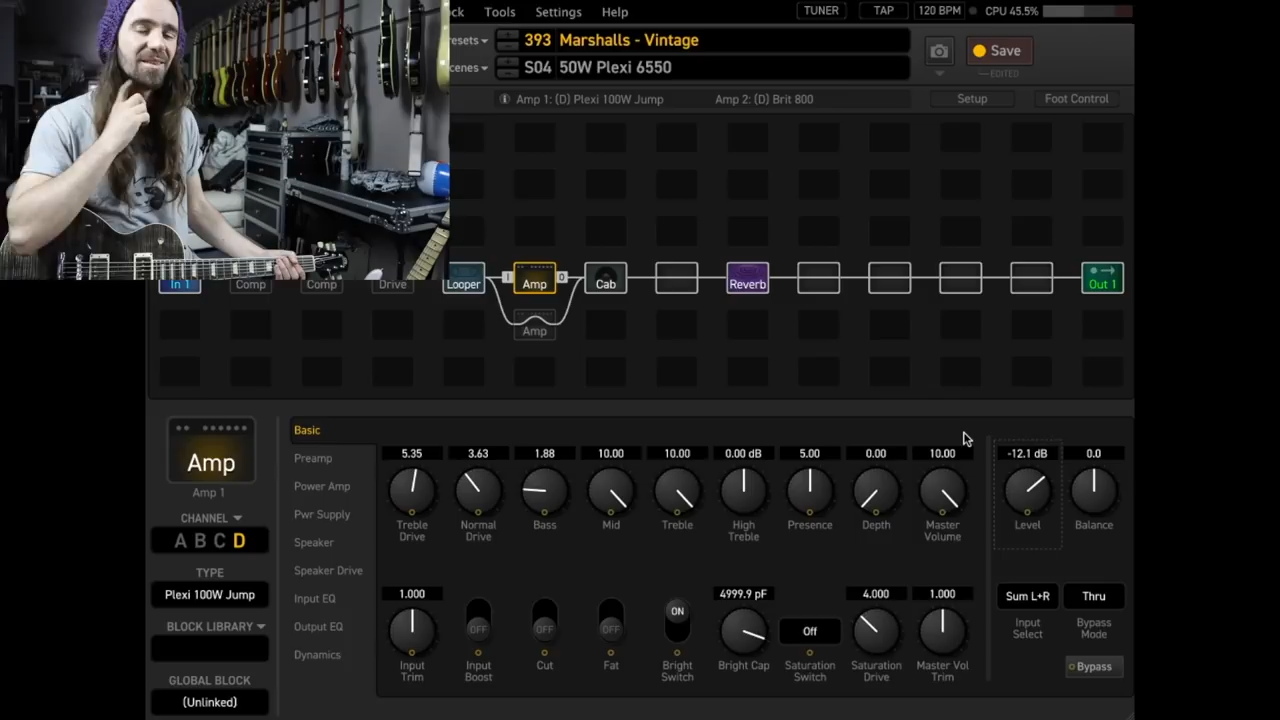 ck Tools Settings Help TUNER TAP 120 BPM CPU 45.5%
resets 393 Marshalls - Vintage Save
cenes S04 50W Plexi 6550 EDITED
Amp 1: (D) Plexi 100W Jump Amp 2: (D) Brit 800 Setup Foot Control
In 1 Comp Comp Drive Looper I Amp D Cab Reverb Out 1
Amp
Basic
Preamp
Power Amp
Pwr Supply
Speaker
Speaker Drive
Input EQ
Output EQ
Dynamics
Amp
Amp 1
CHANNEL
A B C D
TYPE
Plexi 100W Jump
BLOCK LIBRARY
GLOBAL BLOCK
(Unlinked)
5.35 3.63 1.88 10.00 10.00 0.00 dB 5.00 0.00 10.00 -12.1 dB 0.0
Treble Normal Bass Mid Treble High Presence Depth Master Level Balance
Drive Drive Treble Volume
1.000 4999.9 pF 4.000 1.000
OFF OFF OFF ON Off Sum L+R Thru
Input Input Cut Fat Bright Bright Cap Saturation Saturation Master Vol Input Bypass
Trim Boost Switch Switch Drive Trim Select Mode
Bypass